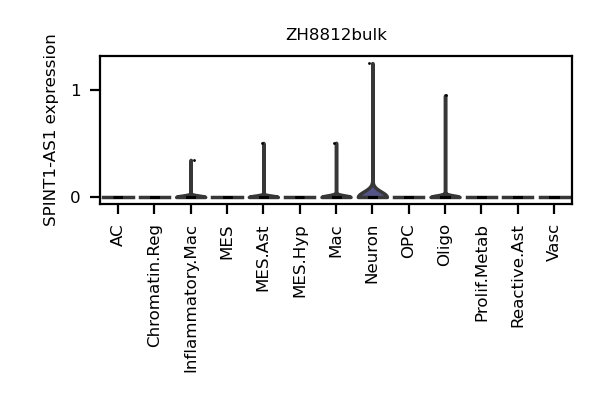 ZH8812bulk
SPINT1-AS1 expression
1
0
AC
Chromatin.Reg
Inflammatory.Mac
MES
MES.Ast
MES.Hyp
Mac
Neuron
OPC
Oligo
Prolif.Metab
Reactive.Ast
Vasc